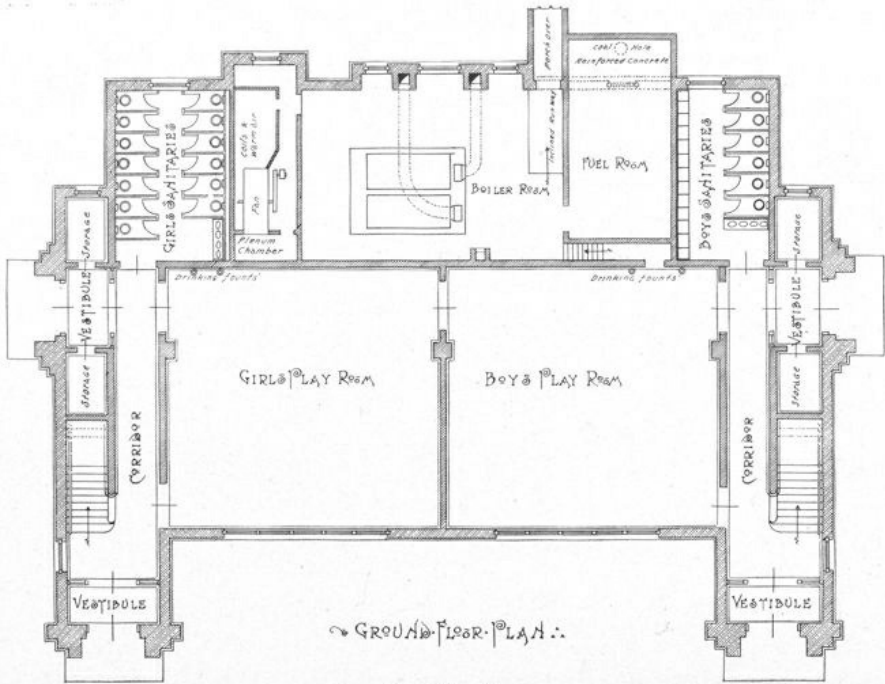 Coal Hole
Reinforced Concrete
Inclined Runway
GIRLS SANITARIES
Coils &
Warm air
Fan
Plenum
Chamber
BOILER ROOM
FUEL ROOM
BOYS SANITARIES
Storage
Storage
VESTIBULE
VESTIBULE
Drinking founts
Drinking founts
Storage
Storage
GIRLS PLAY ROOM
BOYS PLAY ROOM
CORRIDOR
CORRIDOR
VESTIBULE
VESTIBULE
GROUND·FLOOR·PLAN